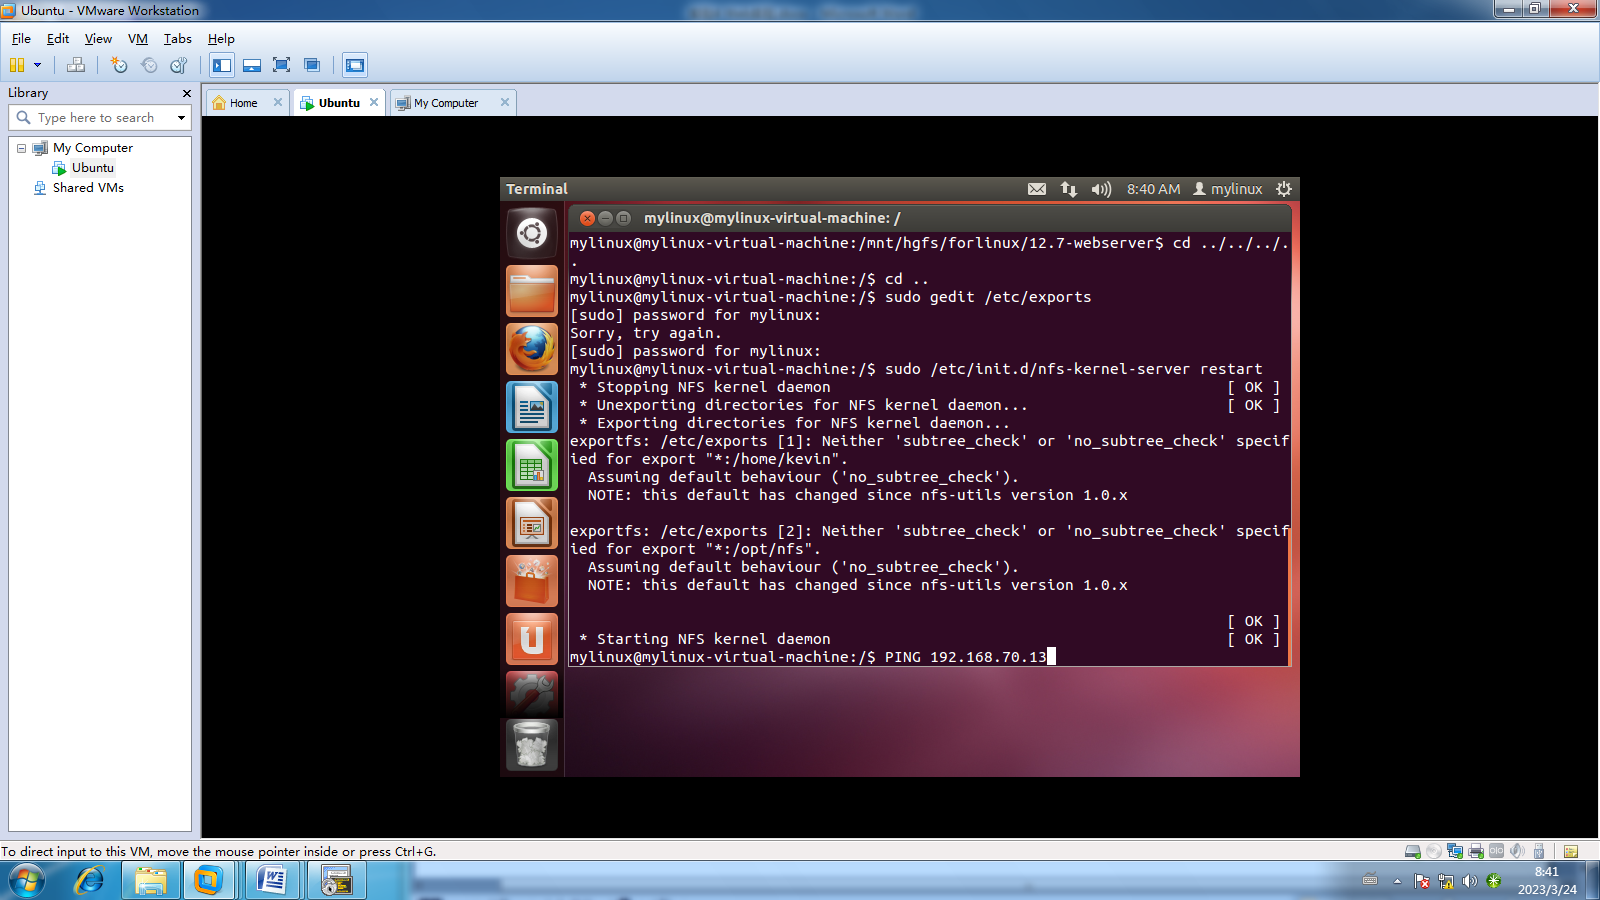 Ubuntu - VMware Workstation
File Edit View VM Tabs Help
Library
Type here to search
My Computer
Ubuntu
Shared VMs
Home
Ubuntu
My Computer
Terminal
8:40 AM
mylinux
mylinux@mylinux-virtual-machine: /
mylinux@mylinux-virtual-machine:/mnt/hgfs/forlinux/12.7-webserver$ cd ../../../.
.
mylinux@mylinux-virtual-machine:/$ cd ..
mylinux@mylinux-virtual-machine:/$ sudo gedit /etc/exports
[sudo] password for mylinux:
Sorry, try again.
[sudo] password for mylinux:
mylinux@mylinux-virtual-machine:/$ sudo /etc/init.d/nfs-kernel-server restart
* Stopping NFS kernel daemon [ OK ]
* Unexporting directories for NFS kernel daemon... [ OK ]
* Exporting directories for NFS kernel daemon...
exportfs: /etc/exports [1]: Neither 'subtree_check' or 'no_subtree_check' specif
ied for export "*:/home/kevin".
Assuming default behaviour ('no_subtree_check').
NOTE: this default has changed since nfs-utils version 1.0.x
exportfs: /etc/exports [2]: Neither 'subtree_check' or 'no_subtree_check' specif
ied for export "*:/opt/nfs".
Assuming default behaviour ('no_subtree_check').
NOTE: this default has changed since nfs-utils version 1.0.x
[ OK ]
* Starting NFS kernel daemon [ OK ]
mylinux@mylinux-virtual-machine:/$ PING 192.168.70.13
To direct input to this VM, move the mouse pointer inside or press Ctrl+G.
8:41
2023/3/24